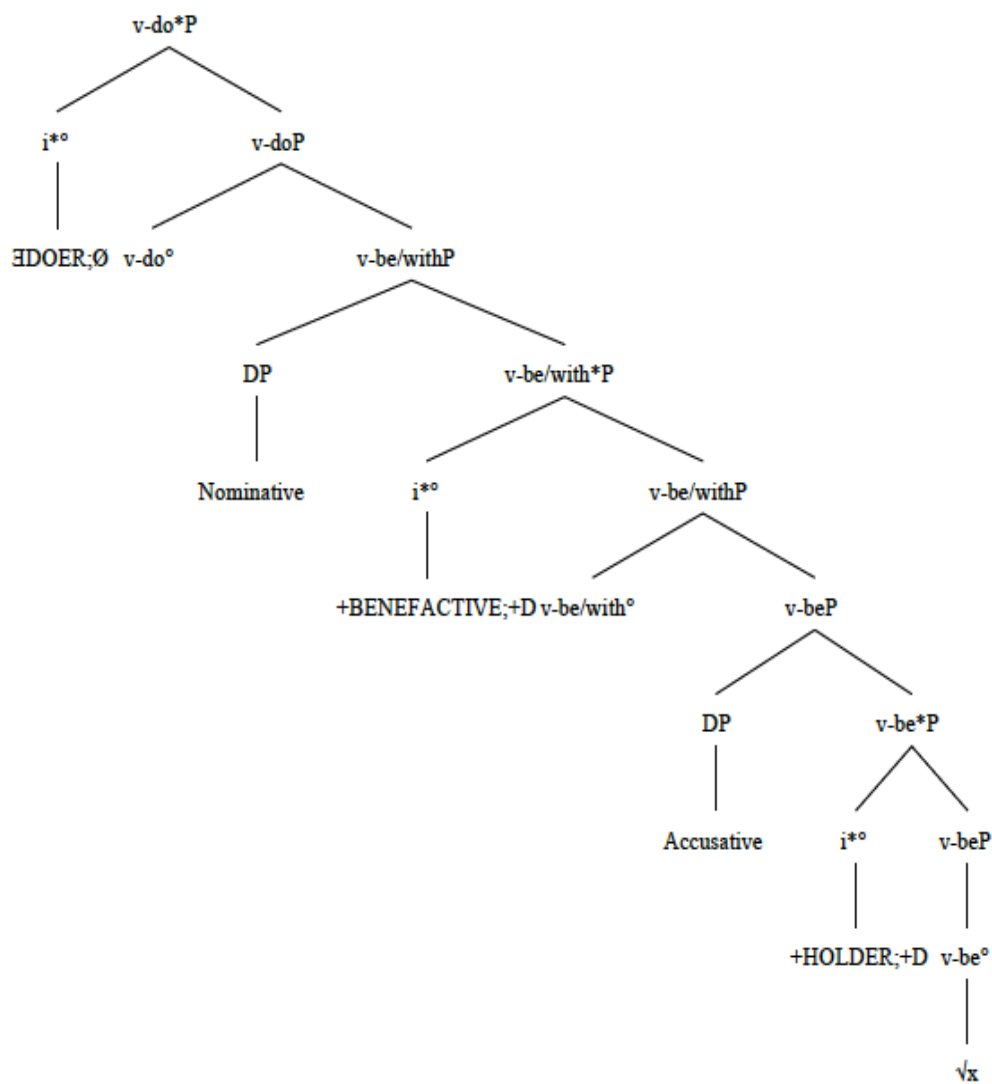 v-do*P
i*° v-doP
ƎDOER;Ø v-do° v-be/withP
DP v-be/with*P
Nominative i*° v-be/withP
+BENEFACTIVE;+D v-be/with° v-beP
DP v-be*P
Accusative i*° v-beP
+HOLDER;+D v-be°
√x